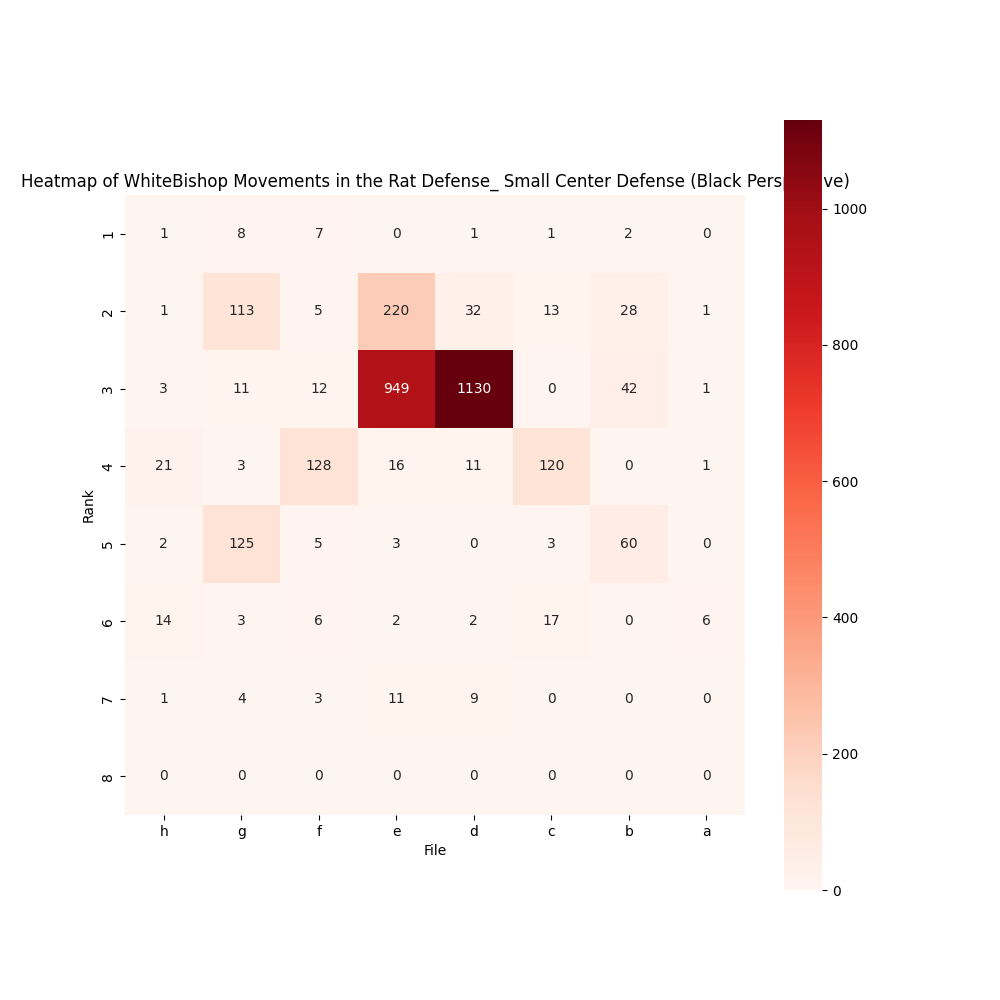 Heatmap of WhiteBishop Movements in the Rat Defense_ Small Center Defense (Black Pers ve)
1 1 8 7 0 1 1 2 0
2 1 113 5 220 32 13 28 1
3 3 11 12 949 1130 0 42 1
4 21 3 128 16 11 120 0 1
5 2 125 5 3 0 3 60 0
6 14 3 6 2 2 17 0 6
7 1 4 3 11 9 0 0 0
8 0 0 0 0 0 0 0 0
h g f e d c b a
File
Rank
1000
800
600
400
200
0